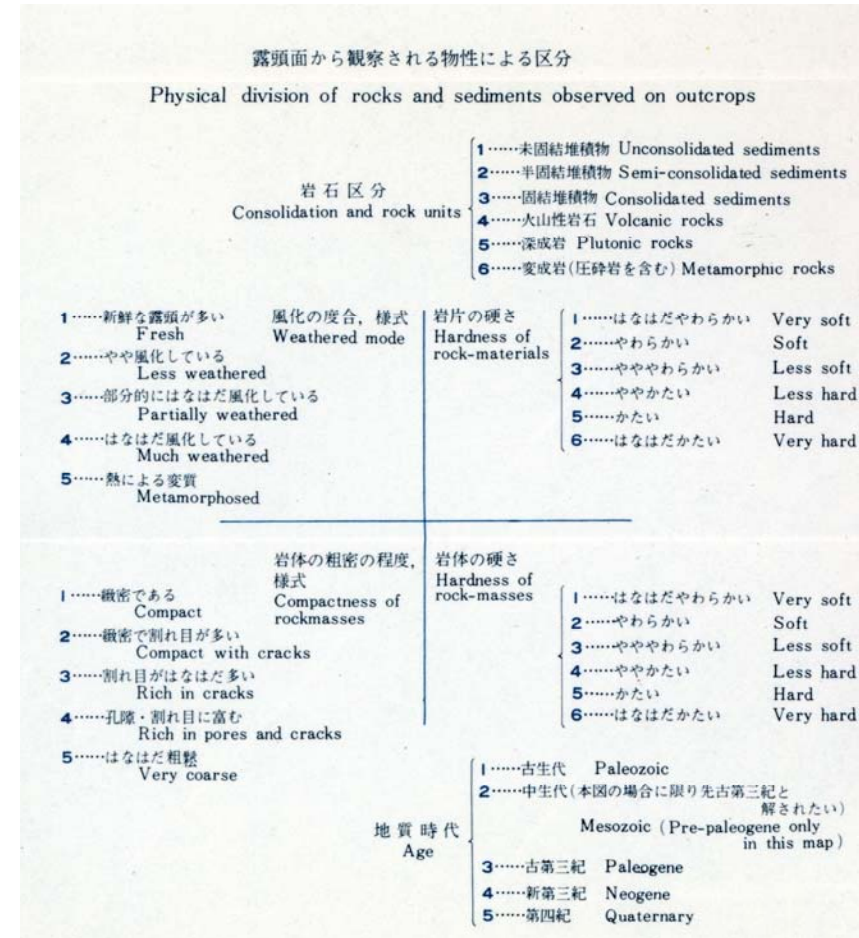 露頭面から観察される物性による区分
Physical division of rocks and sediments observed on outcrops
岩石区分
Consolidation and rock units
1……未固結堆積物 Unconsolidated sediments
2……半固結堆積物 Semi-consolidated sediments
3……固結堆積物 Consolidated sediments
4……火山性岩石 Volcanic rocks
5……深成岩 Plutonic rocks
6……変成岩(圧砕岩を含む) Metamorphic rocks
風化の度合,様式
Weathered mode
1……新鮮な露頭が多い
Fresh
2……やや風化している
Less weathered
3……部分的にはなはだ風化している
Partially weathered
4……はなはだ風化している
Much weathered
5……熱による変質
Metamorphosed
岩片の硬さ
Hardness of
rock-materials
1……はなはだやわらかい Very soft
2……やわらかい Soft
3……ややややわらかい Less soft
4……ややかたい Less hard
5……かたい Hard
6……はなはだかたい Very hard
岩体の粗密の程度,
様式
Compactness of
rockmasses
1……緻密である
Compact
2……緻密で割れ目が多い
Compact with cracks
3……割れ目がはなはだ多い
Rich in cracks
4……孔隙・割れ目に富む
Rich in pores and cracks
5……はなはだ粗鬆
Very coarse
岩体の硬さ
Hardness of
rock-masses
1……はなはだやわらかい Very soft
2……やわらかい Soft
3……ややややわらかい Less soft
4……ややかたい Less hard
5……かたい Hard
6……はなはだかたい Very hard
地質時代
Age
1……古生代 Paleozoic
2……中生代(本図の場合に限り先古第三紀と
解されたい)
Mesozoic (Pre-paleogene only
in this map)
3……古第三紀 Paleogene
4……新第三紀 Neogene
5……第四紀 Quaternary